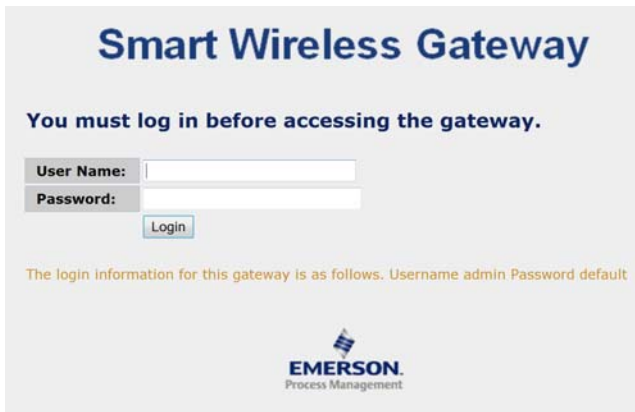 Smart Wireless Gateway
You must log in before accessing the gateway.
User Name:
Password:
Login
The login information for this gateway is as follows. Username admin Password default
EMERSON.
Process Management